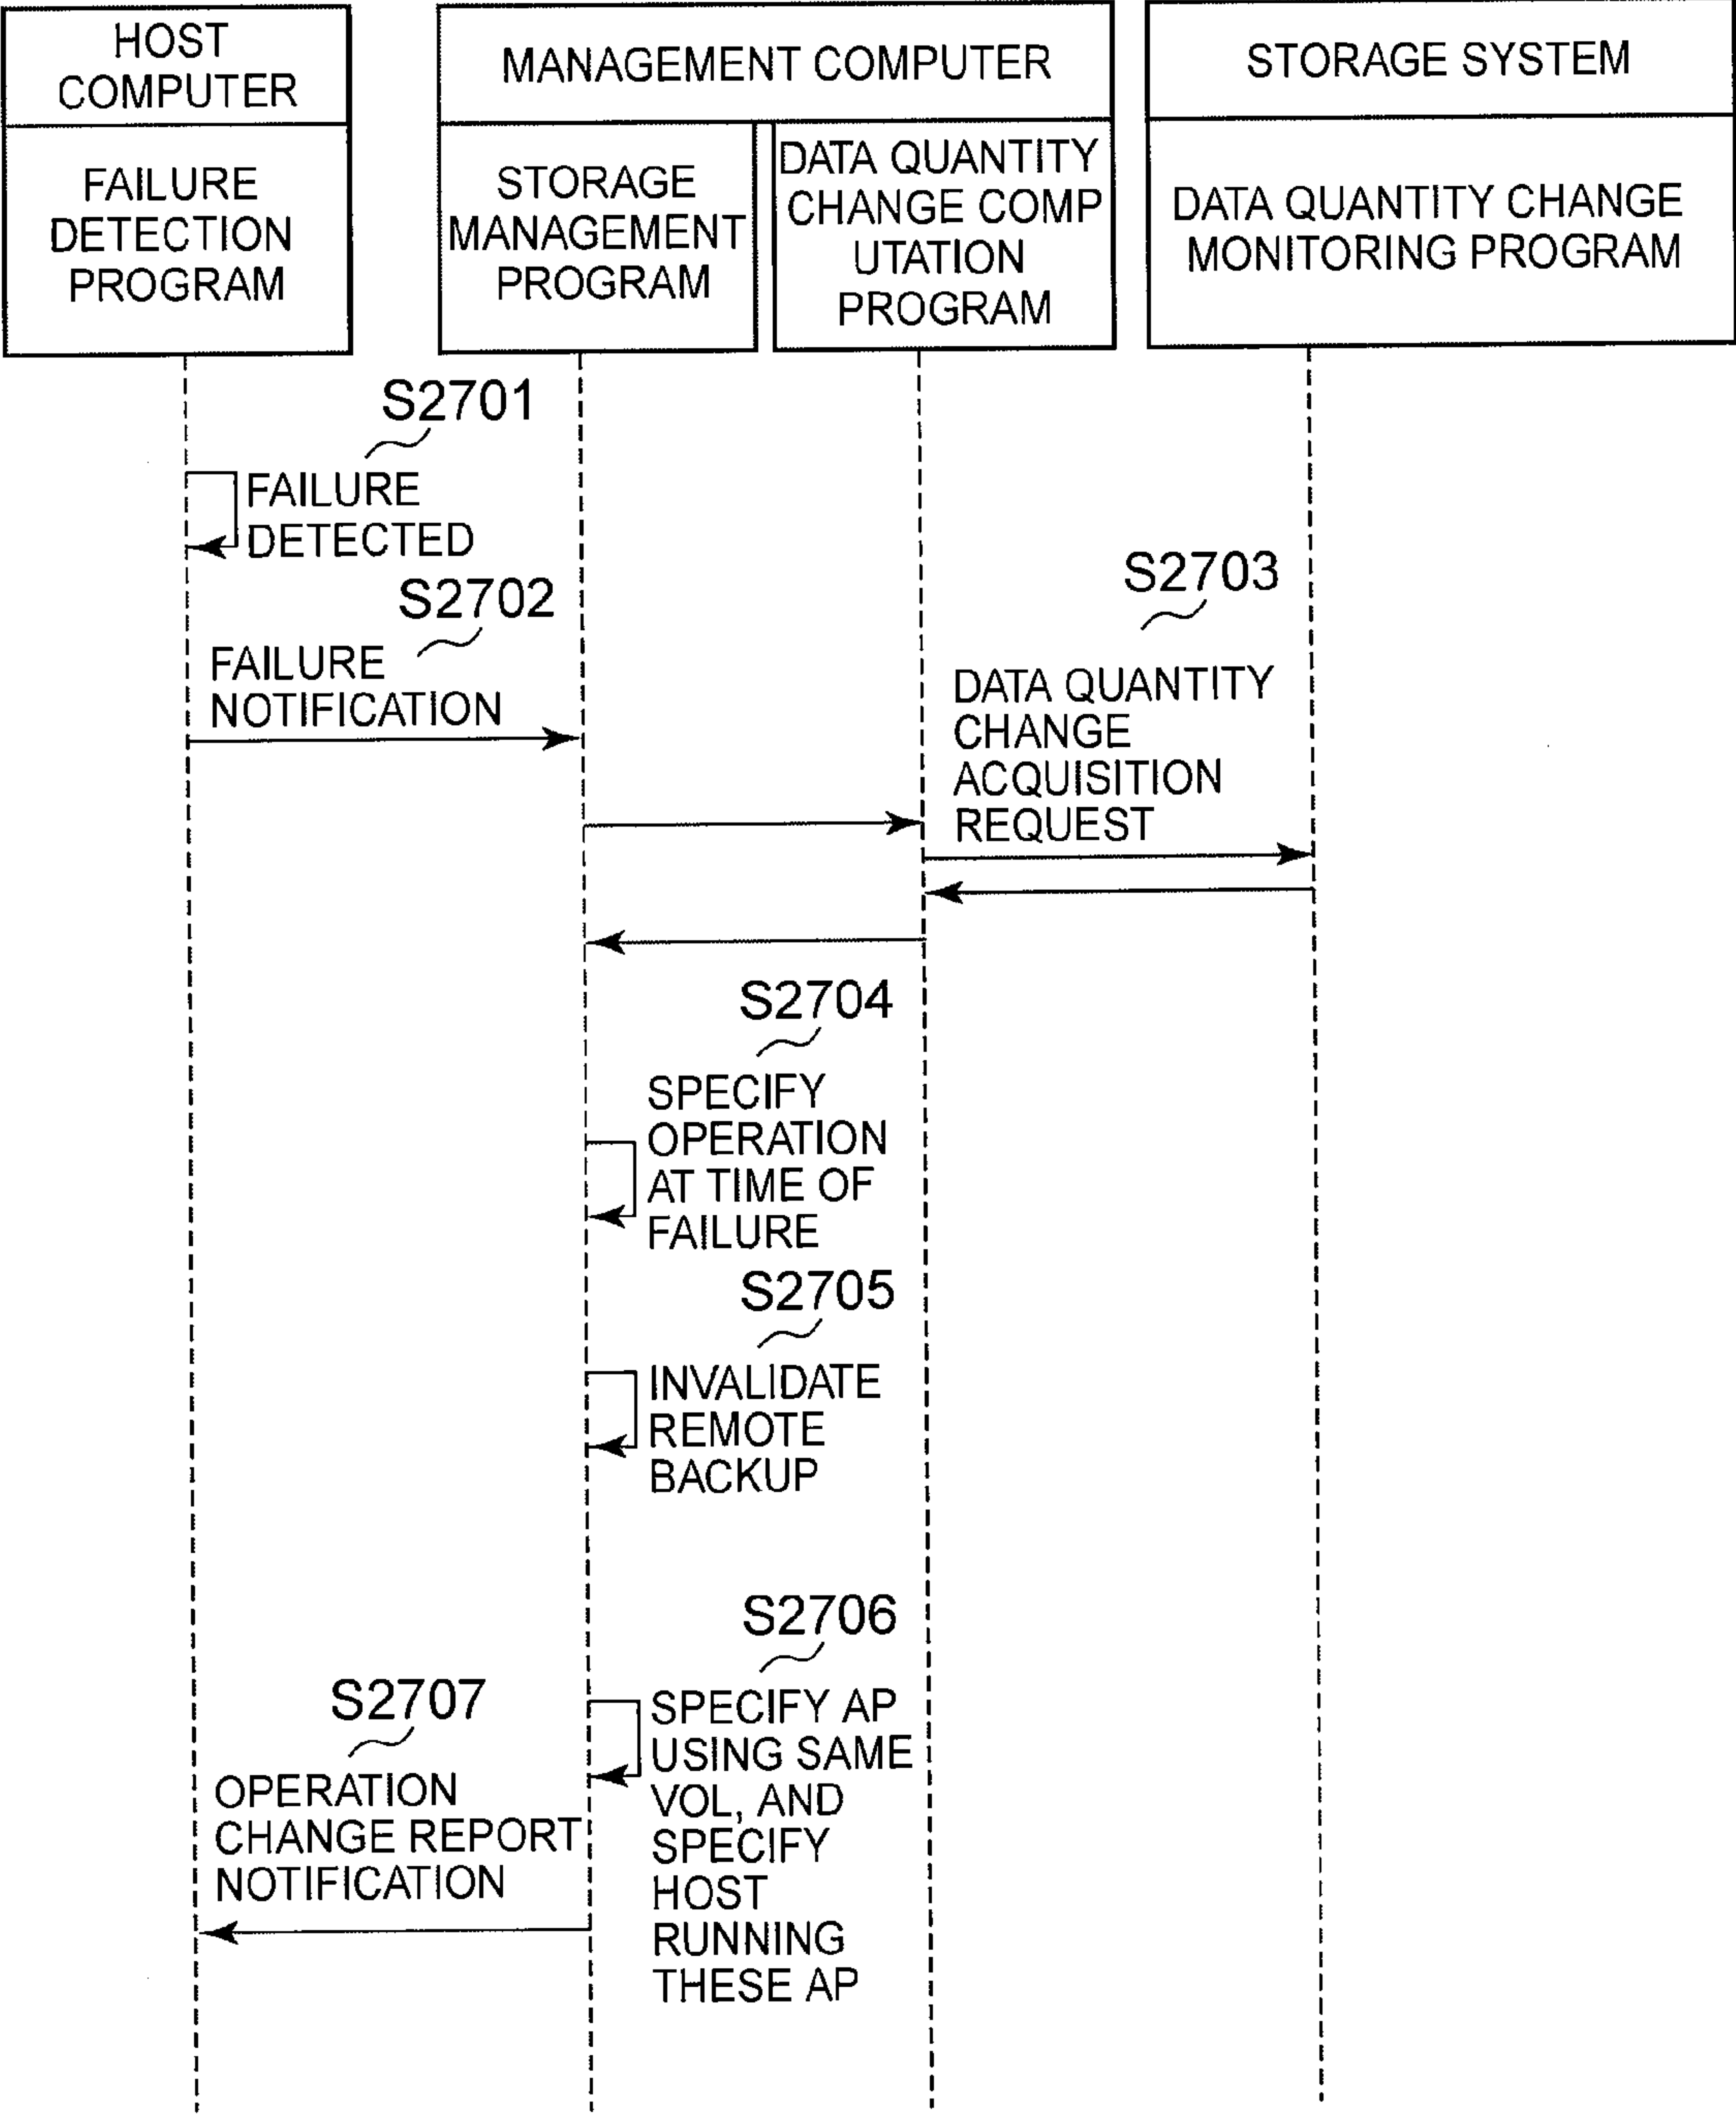 HOST
COMPUTER
MANAGEMENT COMPUTER
STORAGE SYSTEM
FAILURE
DETECTION
PROGRAM
STORAGE
MANAGEMENT
PROGRAM
DATA QUANTITY
CHANGE COMP
UTATION
PROGRAM
DATA QUANTITY CHANGE
MONITORING PROGRAM
S2701
FAILURE
DETECTED
S2702
FAILURE
NOTIFICATION
S2703
DATA QUANTITY
CHANGE
ACQUISITION
REQUEST
S2704
SPECIFY
OPERATION
AT TIME OF
FAILURE
S2705
INVALIDATE
REMOTE
BACKUP
S2706
SPECIFY AP
USING SAME
VOL, AND
SPECIFY
HOST
RUNNING
THESE AP
S2707
OPERATION
CHANGE REPORT
NOTIFICATION